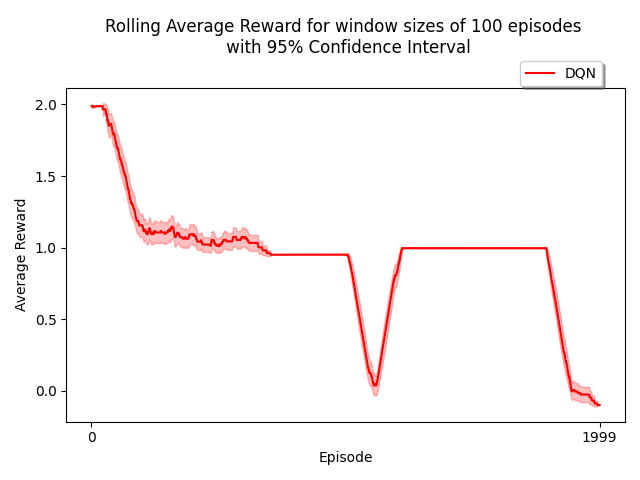 Rolling Average Reward for window sizes of 100 episodes
with 95% Confidence Interval
DQN
2.0
1.5
1.0
0.5
0.0
Average Reward
0
1999
Episode